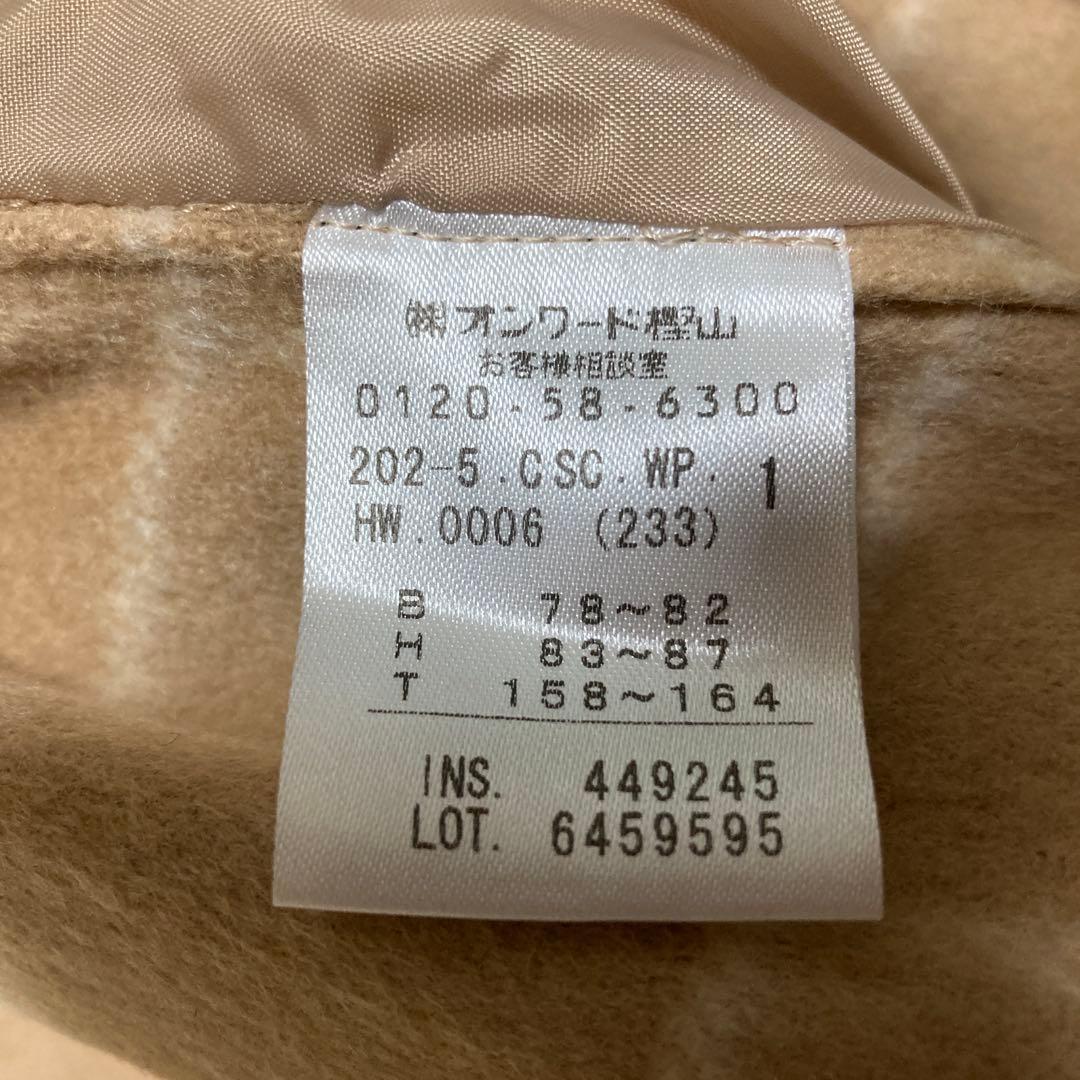 ㈱オンワード樫山
お客様相談室
0120-58-6300
202-5.CSC.WP. 1
HW.0006 (233)
B 78~82
H 83~87
T 158~164
INS. 449245
LOT. 6459595